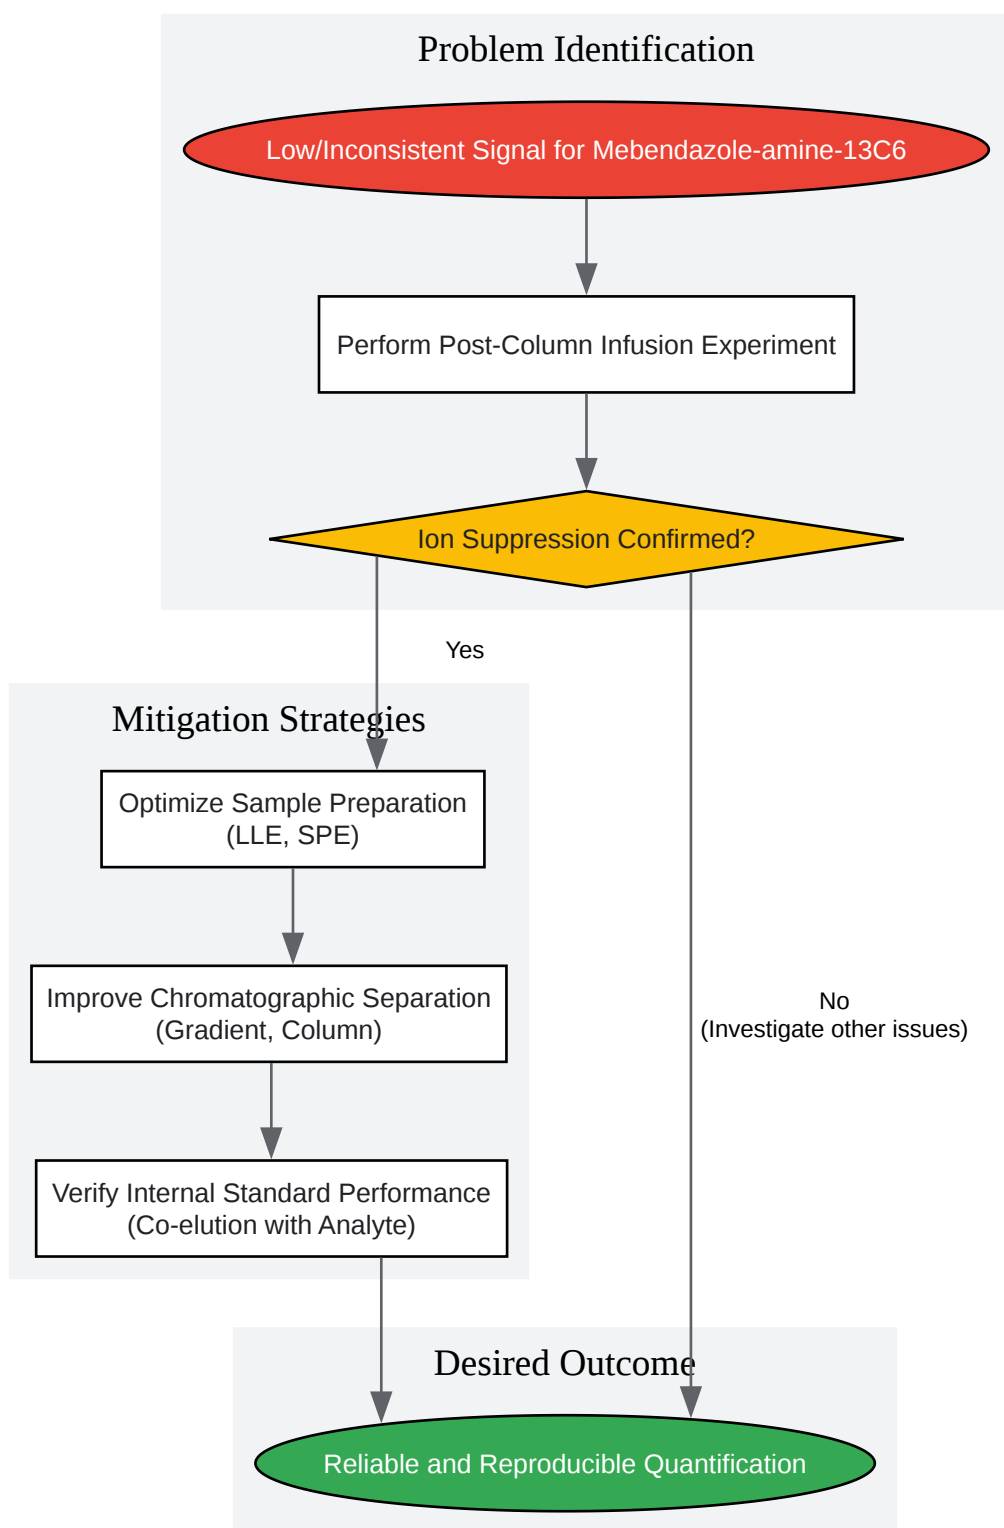 Problem Identification
Low/Inconsistent Signal for Mebendazole-amine-13C6
Perform Post-Column Infusion Experiment
Ion Suppression Confirmed?
Yes
Mitigation Strategies
Optimize Sample Preparation
(LLE, SPE)
Improve Chromatographic Separation
(Gradient, Column)
No
(Investigate other issues)
Verify Internal Standard Performance
(Co-elution with Analyte)
Desired Outcome
Reliable and Reproducible Quantification